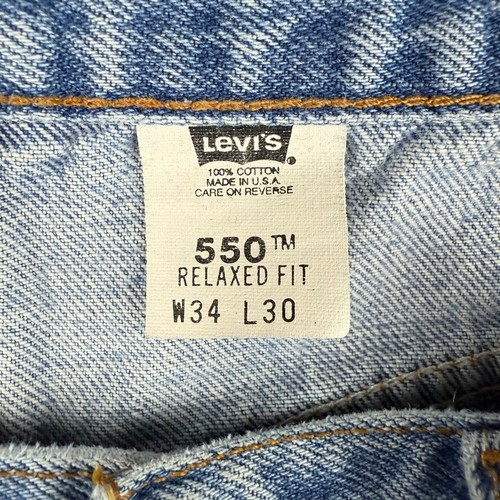 Levi's
100% COTTON
MADE IN U.S.A.
CARE ON REVERSE
550™
RELAXED FIT
W34 L30